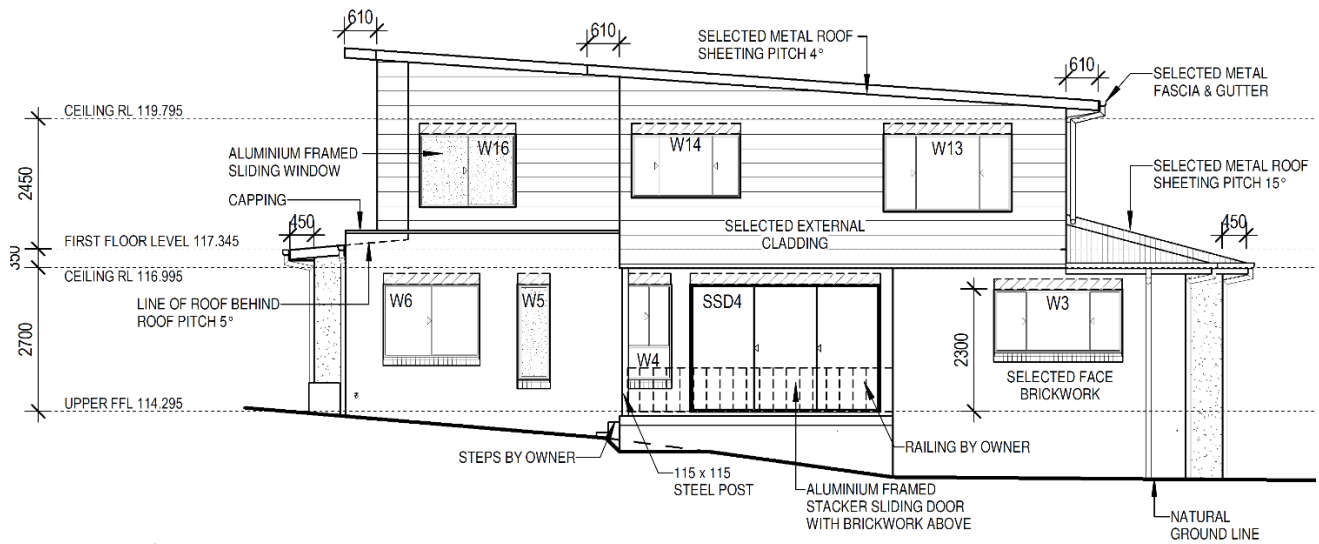 610
610
SELECTED METAL ROOF
SHEETING PITCH 4°
610
SELECTED METAL
FASCIA & GUTTER
CEILING RL 119.795
ALUMINIUM FRAMED
SLIDING WINDOW
W16
W14
W13
2450
SELECTED METAL ROOF
SHEETING PITCH 15°
CAPPING
450
450
SELECTED EXTERNAL
CLADDING
FIRST FLOOR LEVEL 117.345
350
CEILING RL 116.995
LINE OF ROOF BEHIND
ROOF PITCH 5°
W6
W5
SSD4
W3
2700
2300
W4
SELECTED FACE
BRICKWORK
UPPER FFL 114.295
STEPS BY OWNER
RAILING BY OWNER
115 x 115
STEEL POST
ALUMINIUM FRAMED
STACKER SLIDING DOOR
WITH BRICKWORK ABOVE
NATURAL
GROUND LINE